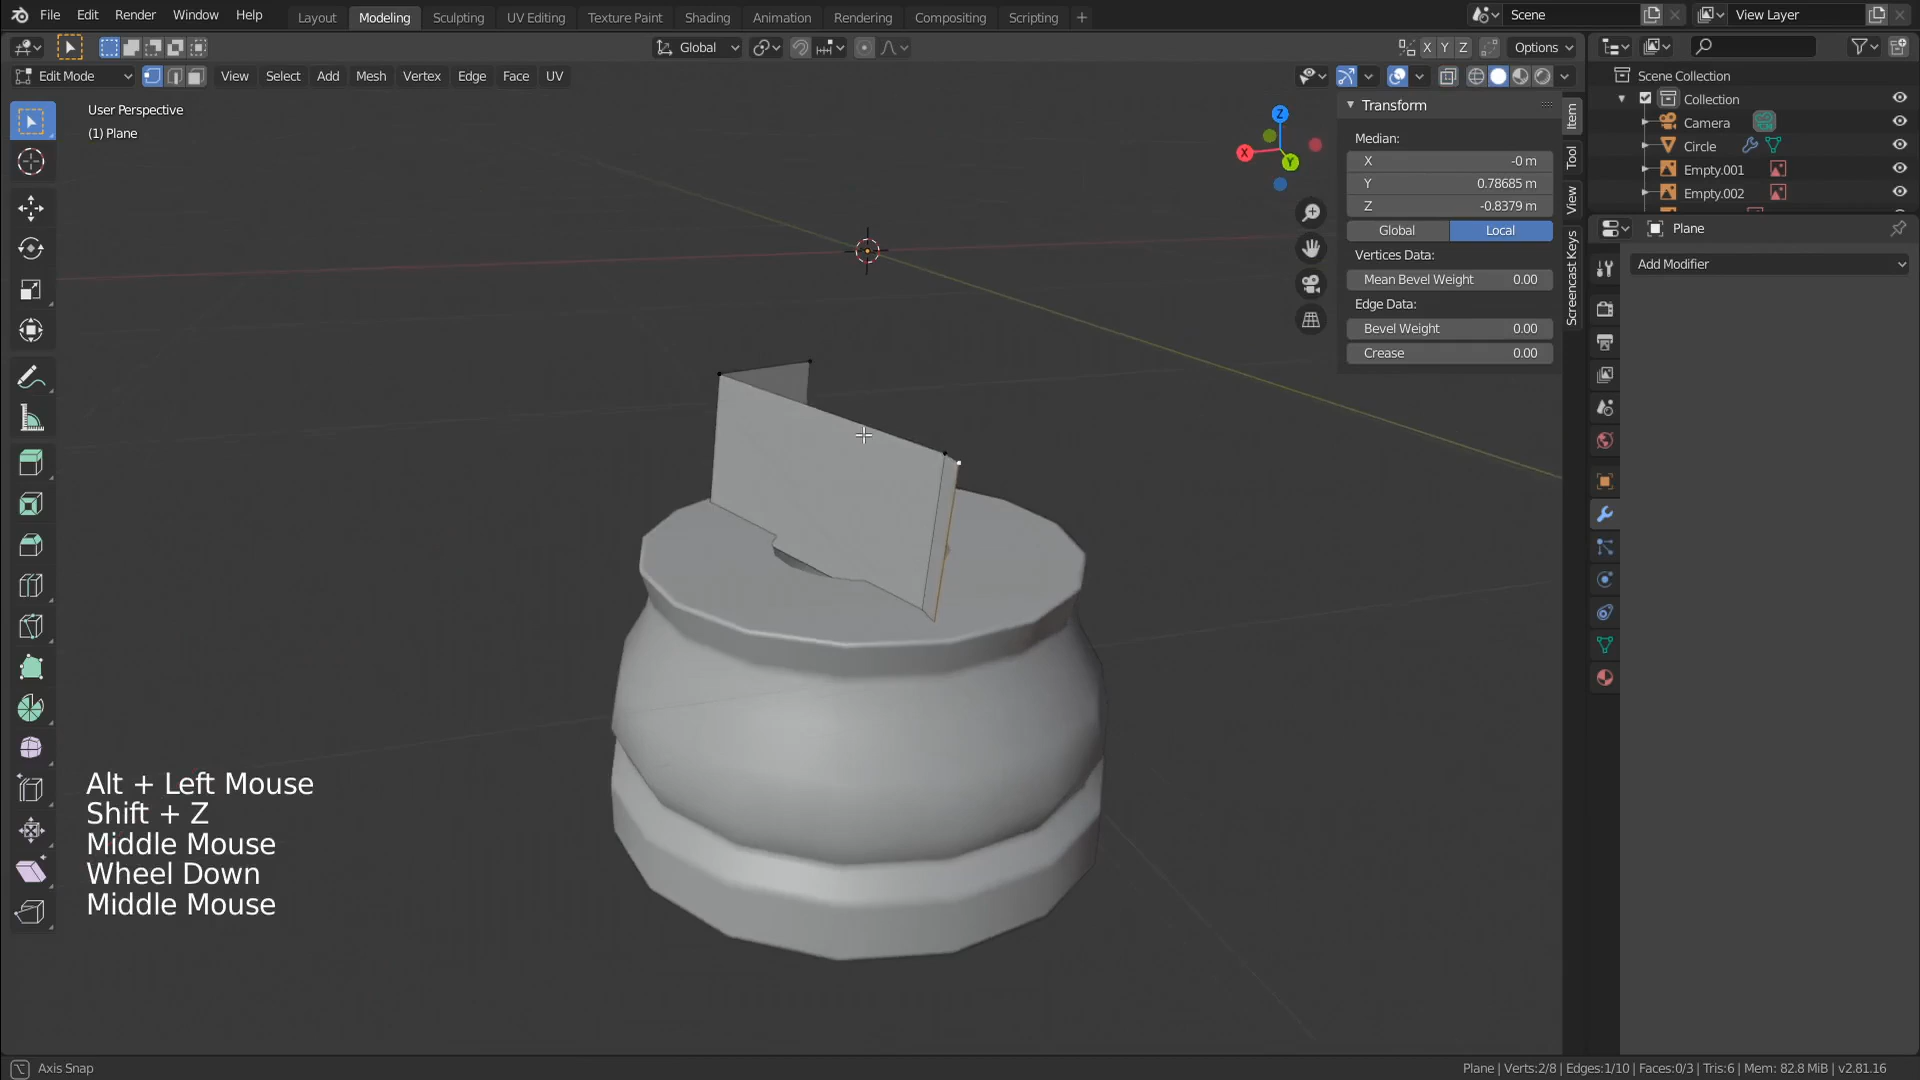 File Edit Render Window Help Layout Modeling Sculpting UV Editing Texture Paint Shading Animation Rendering Compositing Scripting + Scene View Layer
Global X Y Z Options
Edit Mode View Select Add Mesh Vertex Edge Face UV
User Perspective
(1) Plane
Z
X
Y
Transform
Median:
X -0 m
Y 0.78685 m
Z -0.8379 m
Global Local
Vertices Data:
Mean Bevel Weight 0.00
Edge Data:
Bevel Weight 0.00
Crease 0.00
Item
Tool
View
Screencast Keys
Scene Collection
Collection
Camera
Circle
Empty.001
Empty.002
Plane
Add Modifier
Alt + Left Mouse
Shift + Z
Middle Mouse
Wheel Down
Middle Mouse
Axis Snap
Plane | Verts:2/8 | Edges:1/10 | Faces:0/3 | Tris:6 | Mem: 82.8 MiB | v2.81.16